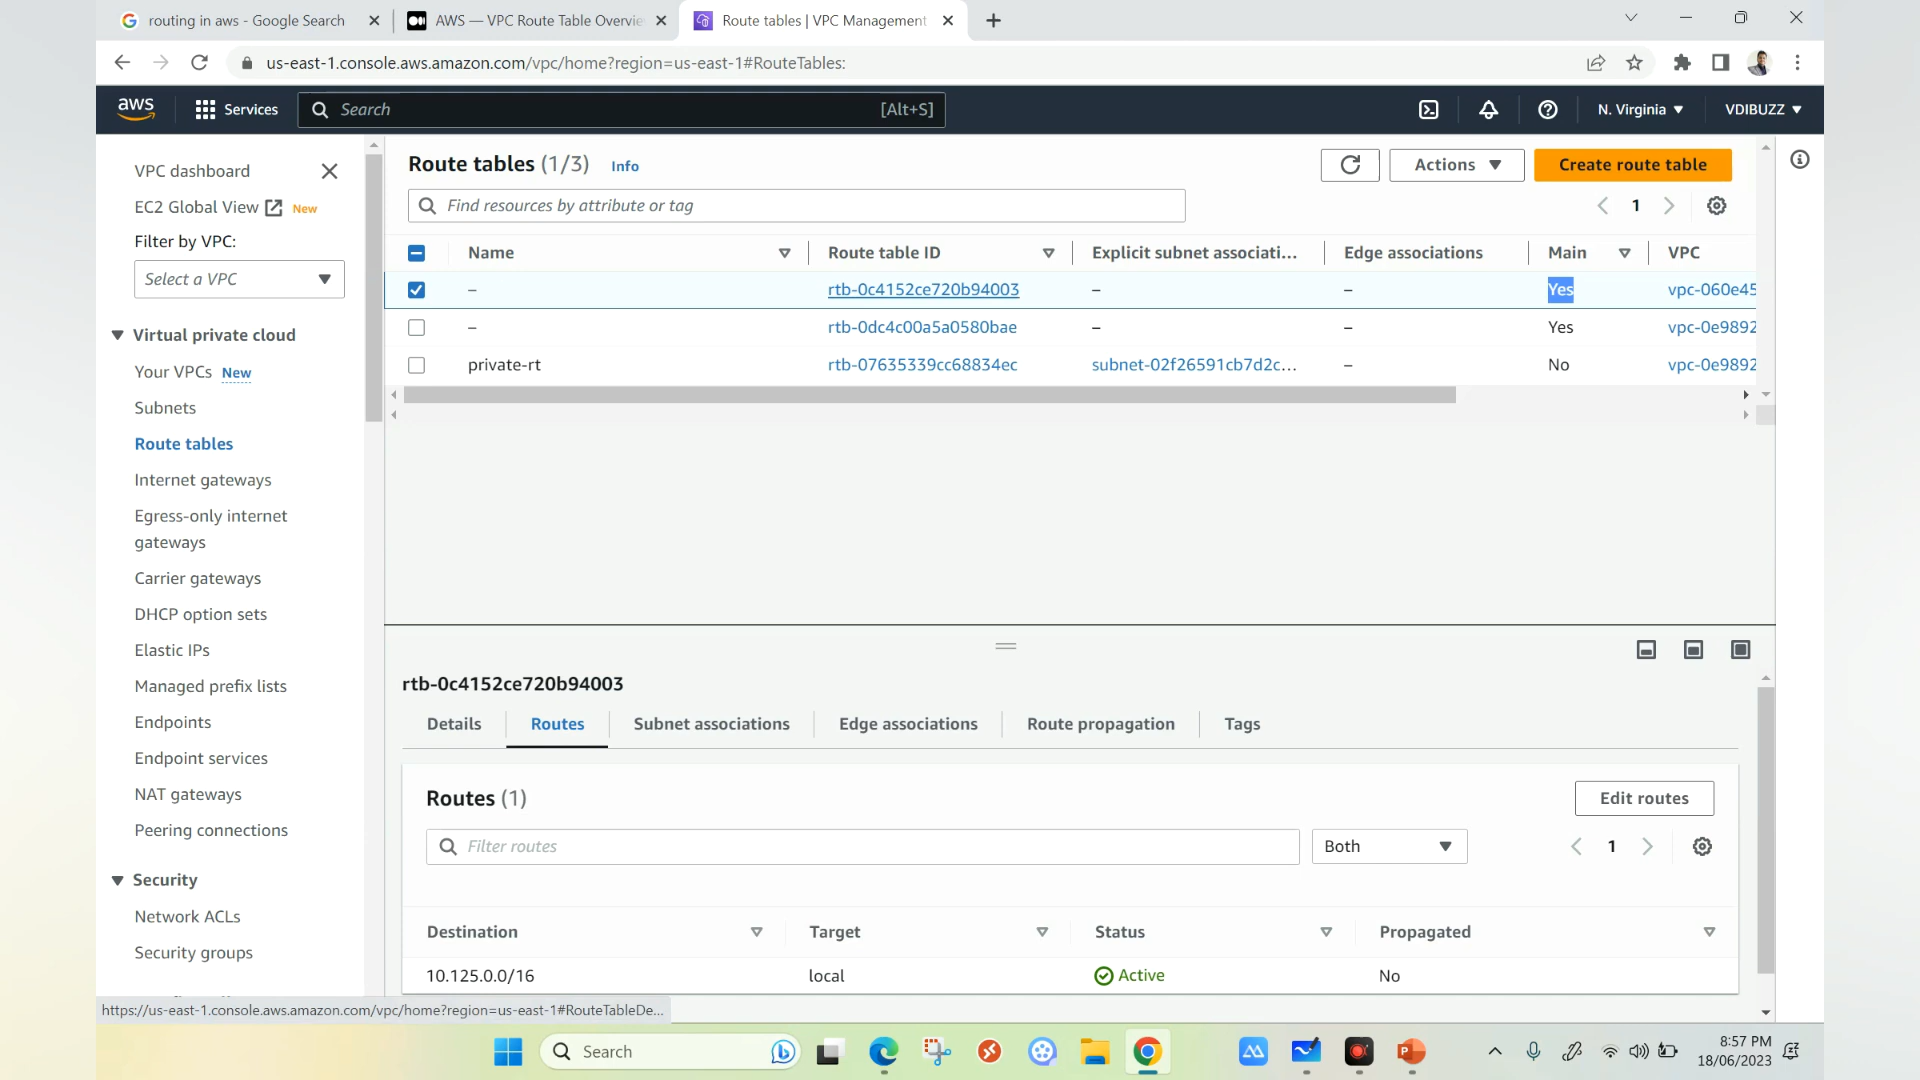 routing in aws - Google Search
AWS — VPC Route Table Overvie
Route tables | VPC Management
us-east-1.console.aws.amazon.com/vpc/home?region=us-east-1#RouteTables:
aws
Services
Search
[Alt+S]
N. Virginia
VDIBUZZ
VPC dashboard
EC2 Global View New
Filter by VPC:
Select a VPC
Virtual private cloud
Your VPCs New
Subnets
Route tables
Internet gateways
Egress-only internet
gateways
Carrier gateways
DHCP option sets
Elastic IPs
Managed prefix lists
Endpoints
Endpoint services
NAT gateways
Peering connections
Security
Network ACLs
Security groups
https://us-east-1.console.aws.amazon.com/vpc/home?region=us-east-1#RouteTableDe...
Route tables (1/3) Info
Actions
Create route table
Find resources by attribute or tag
1
Name Route table ID Explicit subnet associati... Edge associations Main VPC
– rtb-0c4152ce720b94003 – – Yes vpc-060e45
– rtb-0dc4c00a5a0580bae – – Yes vpc-0e9892
private-rt rtb-07635339cc68834ec subnet-02f26591cb7d2c... – No vpc-0e9892
rtb-0c4152ce720b94003
Details Routes Subnet associations Edge associations Route propagation Tags
Routes (1)
Edit routes
Filter routes
Both
1
Destination Target Status Propagated
10.125.0.0/16 local Active No
Search
8:57 PM
18/06/2023